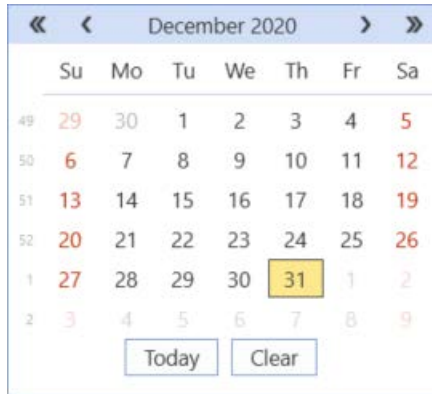 « ‹ December 2020 › »
Su Mo Tu We Th Fr Sa
49 29 30 1 2 3 4 5
50 6 7 8 9 10 11 12
51 13 14 15 16 17 18 19
52 20 21 22 23 24 25 26
1 27 28 29 30 31 1 2
2 3 4 5 6 7 8 9
Today Clear